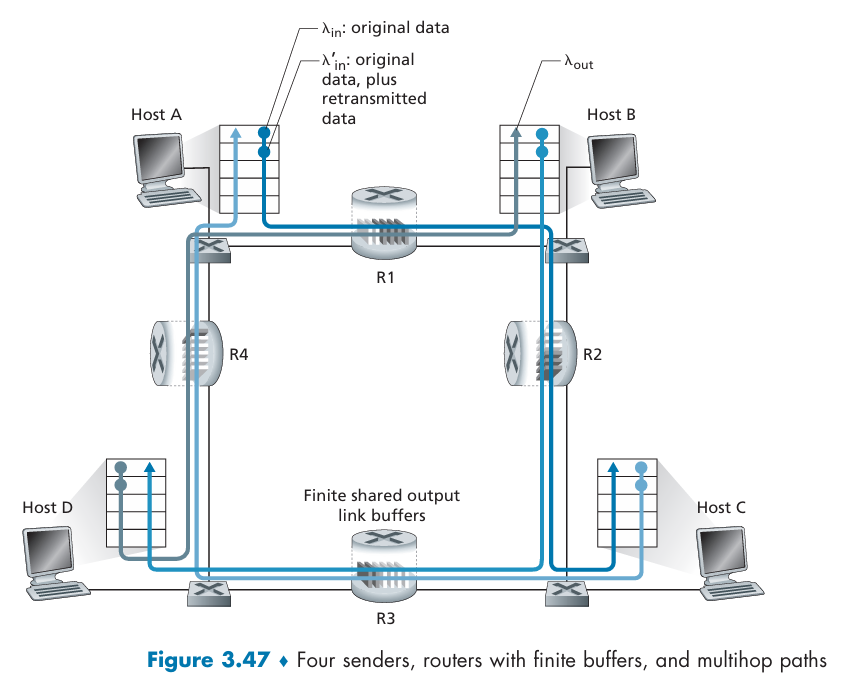 λin: original data
λ'in: original
data, plus
retransmitted
data
λout
Host A
Host B
R1
R4
R2
Finite shared output
link buffers
Host D
Host C
R3
Figure 3.47 ♦ Four senders, routers with finite buffers, and multihop paths